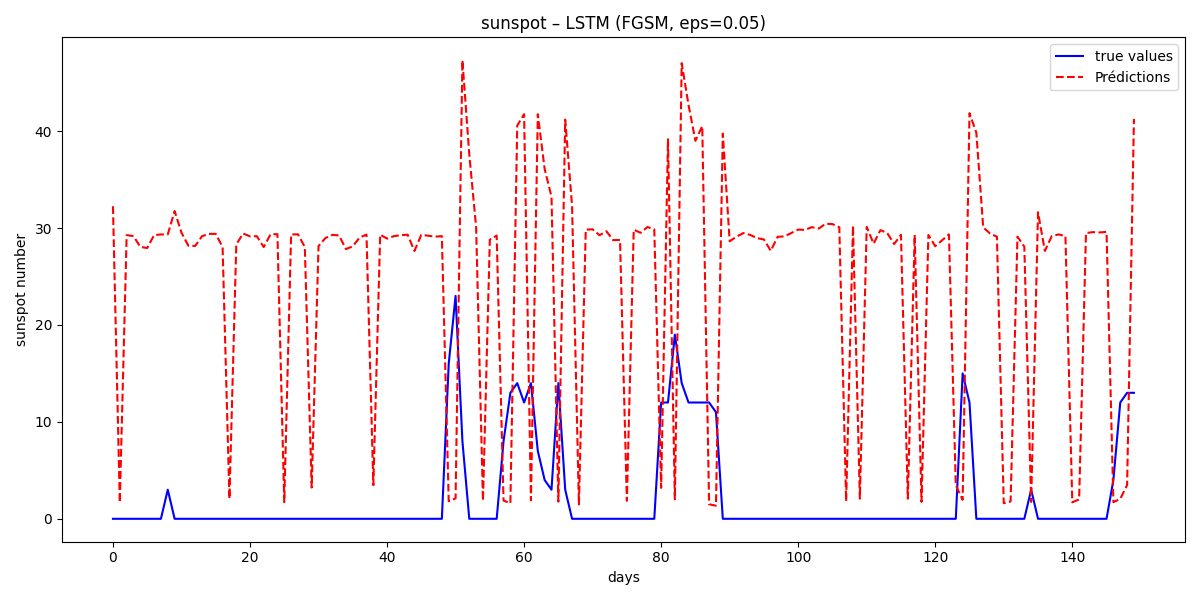 sunspot – LSTM (FGSM, eps=0.05)
true values
Prédictions
sunspot number
40
30
20
10
0
0 20 40 60 80 100 120 140
days